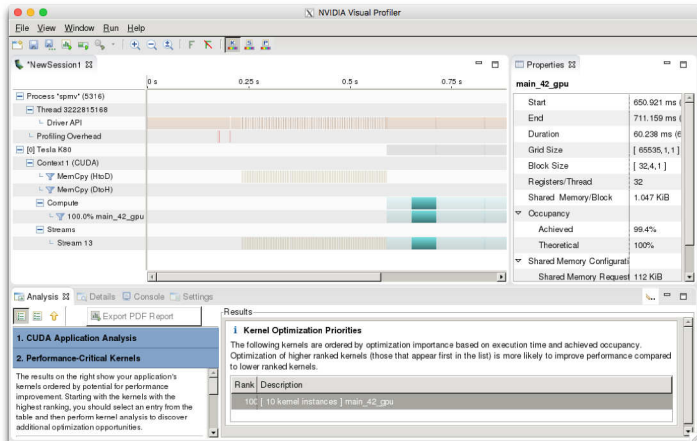 NVIDIA Visual Profiler
File View Window Run Help
*NewSession1
0 s 0.25 s 0.5 s 0.75 s
Process "spmv" (5316)
Thread 3222815168
Driver API
Profiling Overhead
[0] Tesla K80
Context 1 (CUDA)
MemCpy (HtoD)
MemCpy (DtoH)
Compute
100.0% main_42_gpu
Streams
Stream 13
Properties
main_42_gpu
Start 650.921 ms (
End 711.159 ms (
Duration 60.238 ms (6
Grid Size [ 65535,1,1 ]
Block Size [ 32,4,1 ]
Registers/Thread 32
Shared Memory/Block 1.047 KiB
Occupancy
Achieved 99.4%
Theoretical 100%
Shared Memory Configurati
Shared Memory Request 112 KiB
Analysis Details Console Settings
Export PDF Report
1. CUDA Application Analysis
2. Performance-Critical Kernels
The results on the right show your application's
kernels ordered by potential for performance
improvement. Starting with the kernels with the
highest ranking, you should select an entry from the
table and then perform kernel analysis to discover
additional optimization opportunities.
Results
i Kernel Optimization Priorities
The following kernels are ordered by optimization importance based on execution time and achieved occupancy.
Optimization of higher ranked kernels (those that appear first in the list) is more likely to improve performance compared
to lower ranked kernels.
Rank Description
100 [ 10 kernel instances ] main_42_gpu